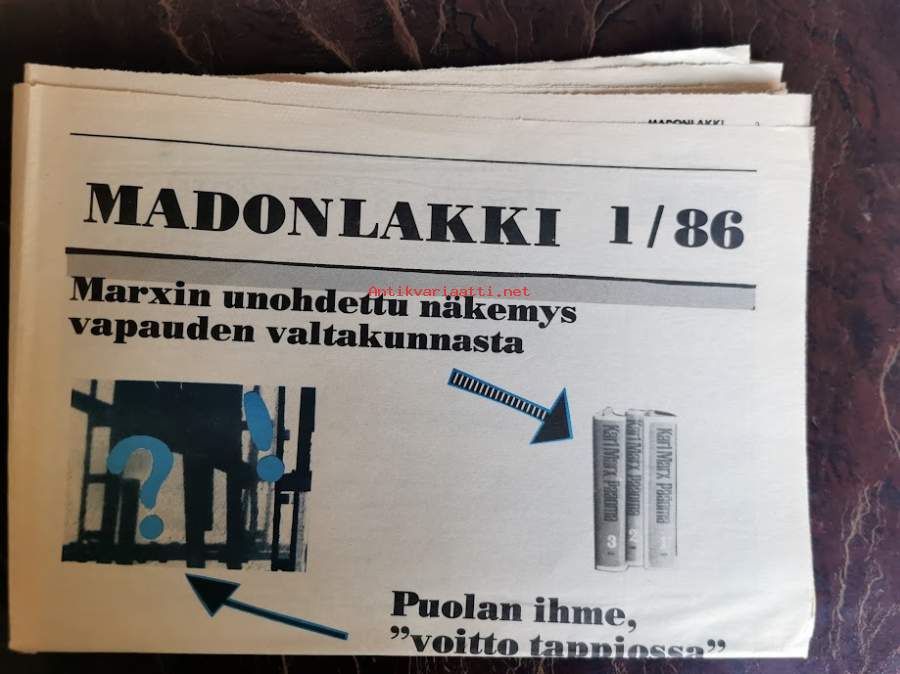 MADONLAKKI
MADONLAKKI 1/86
Antikvariaatti.net
Marxin unohdettu näkemys
vapauden valtakunnasta
?
!
Karl Marx Pääoma 3
Karl Marx Pääoma 2
Karl Marx Pääoma 1
Puolan ihme,
”voitto tappiossa”